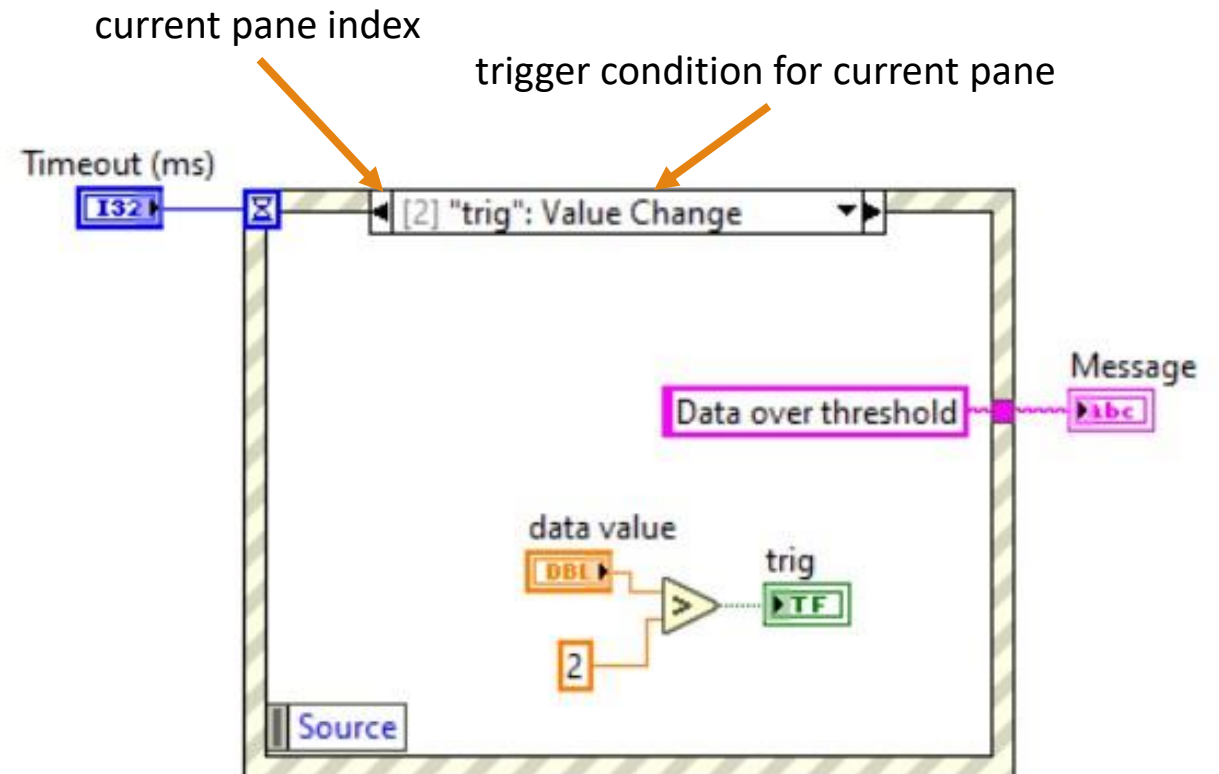 current pane index
trigger condition for current pane
Timeout (ms)
I32
[2] "trig": Value Change
Message
Data over threshold
abc
data value
trig
DBL
>
TF
2
Source